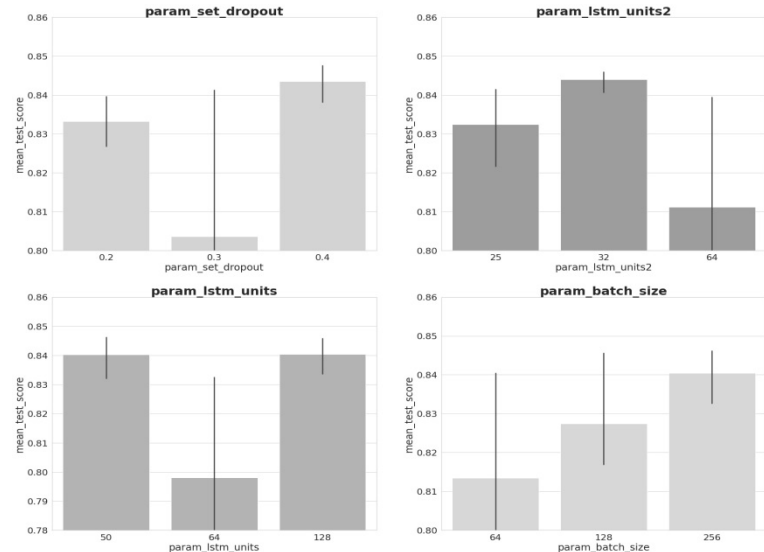 param_set_dropout
0.86
0.85
0.84
0.83
0.82
0.81
0.80
mean_test_score
0.2 0.3 0.4
param_set_dropout
param_lstm_units2
0.86
0.85
0.84
0.83
0.82
0.81
0.80
mean_test_score
25 32 64
param_lstm_units2
param_lstm_units
0.86
0.85
0.84
0.83
0.82
0.81
0.80
0.79
0.78
mean_test_score
50 64 128
param_lstm_units
param_batch_size
0.86
0.85
0.84
0.83
0.82
0.81
0.80
mean_test_score
64 128 256
param_batch_size